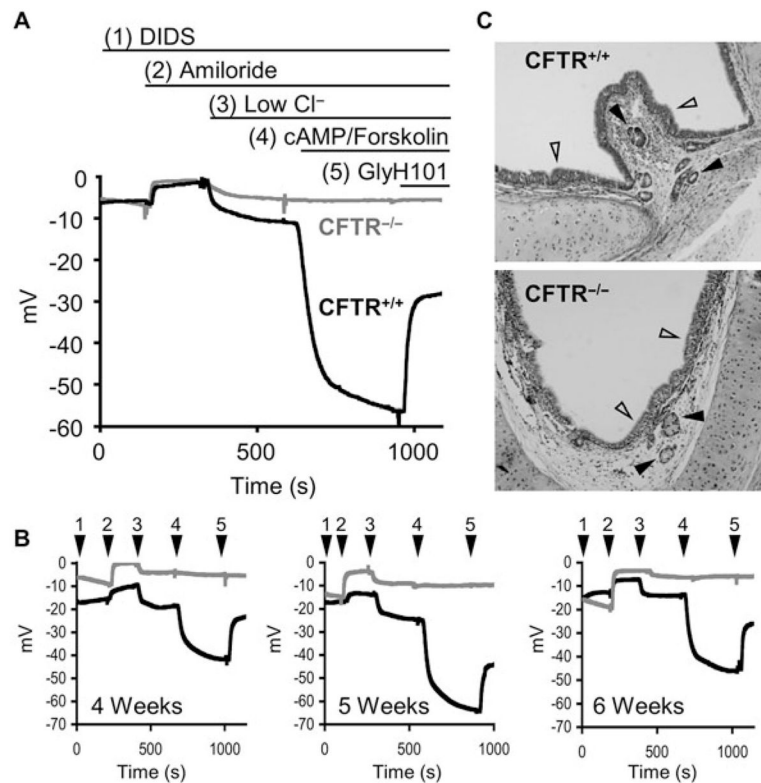 A
(1) DIDS
(2) Amiloride
(3) Low Cl⁻
(4) cAMP/Forskolin
(5) GlyH101
0
-10
-20
-30
-40
-50
-60
mV
CFTR⁻/⁻
CFTR⁺/⁺
0 500 1000
Time (s)
C
CFTR⁺/⁺
CFTR⁻/⁻
B
1 2 3 4 5
0
-10
-20
-30
-40
-50
-60
-70
mV
4 Weeks
0 500 1000
Time (s)
1 2 3 4 5
0
-10
-20
-30
-40
-50
-60
-70
mV
5 Weeks
0 500 1000
Time (s)
1 2 3 4 5
0
-10
-20
-30
-40
-50
-60
-70
mV
6 Weeks
0 500 1000
Time (s)